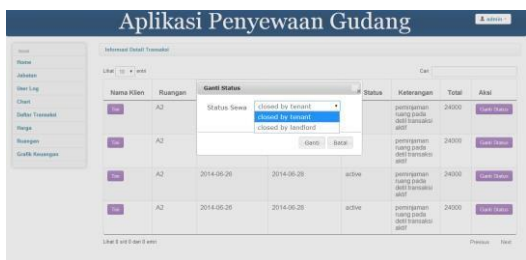 Aplikasi Penyewaan Gudang
admin
Home
Jabatan
User Log
Client
Daftar Transaksi
Harga
Ruangan
Grafik Keuangan
Informasi Detail Transaksi
Lihat 10 entri
Cari
Nama Klien Ruangan Status Keterangan Total Aksi
Ganti Status
Status Sewa closed by tenant
closed by tenant
closed by landlord
Ganti Batal
A2 peminjaman ruang pada detil transaksi aktif 24000 Ganti Status
A2 peminjaman ruang pada detil transaksi aktif 24000 Ganti Status
A2 2014-06-26 2014-06-26 active peminjaman ruang pada detil transaksi aktif 24000 Ganti Status
A2 2014-06-26 2014-06-26 active peminjaman ruang pada detil transaksi aktif 24000 Ganti Status
Previous Next